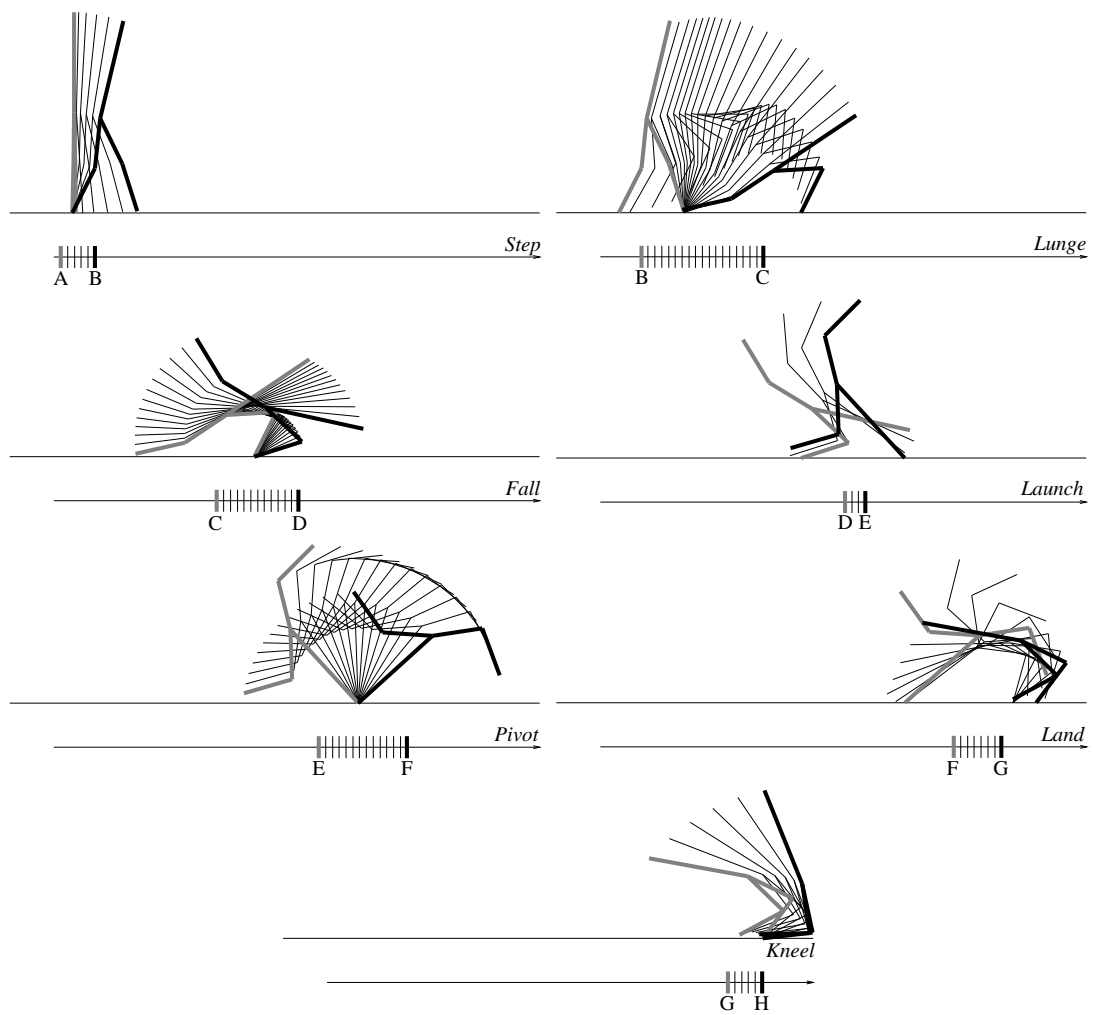 Step
A B
Lunge
B C
Fall
C D
Launch
D E
Pivot
E F
Land
F G
Kneel
G H